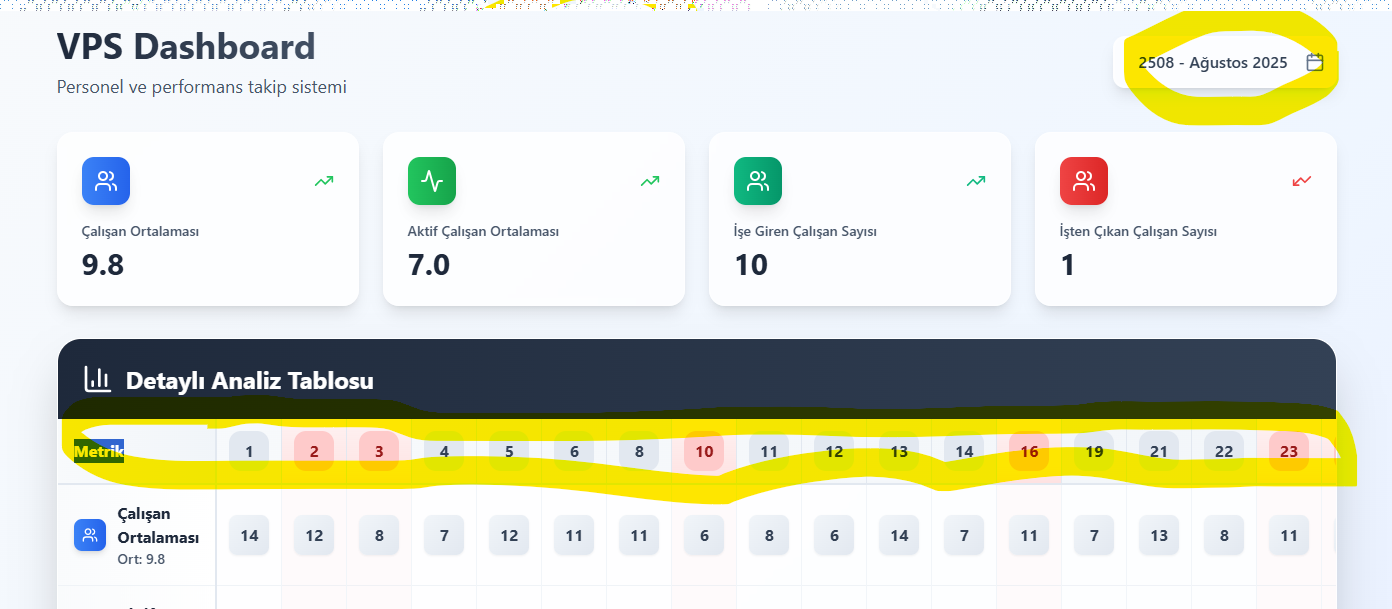 VPS Dashboard
2508 - Ağustos 2025
Personel ve performans takip sistemi
Çalışan Ortalaması
9.8
Aktif Çalışan Ortalaması
7.0
İşe Giren Çalışan Sayısı
10
İşten Çıkan Çalışan Sayısı
1
Detaylı Analiz Tablosu
Metrik 1 2 3 4 5 6 8 10 11 12 13 14 16 19 21 22 23
Çalışan
Ortalaması
Ort: 9.8
14 12 8 7 12 11 11 6 8 6 14 7 11 7 13 8 11